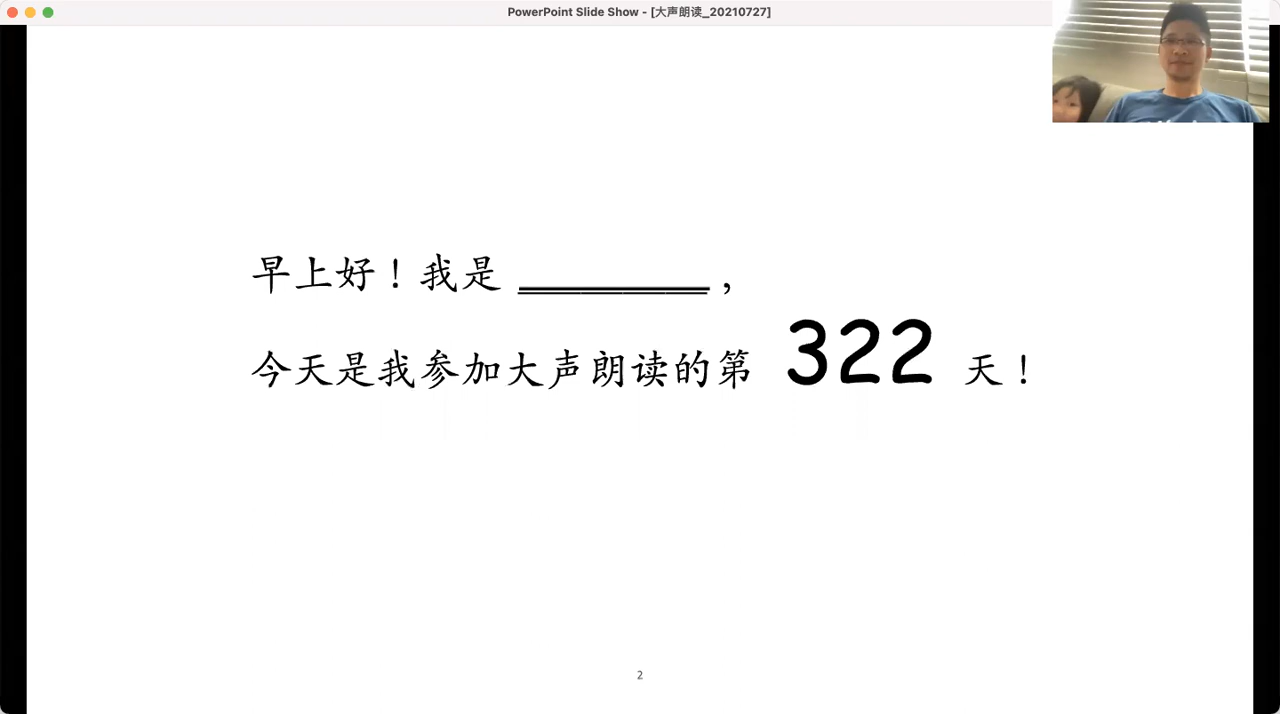 PowerPoint Slide Show - [大声朗读_20210727]
早上好！我是 ________ ，
今天是我参加大声朗读的第 322 天！
2